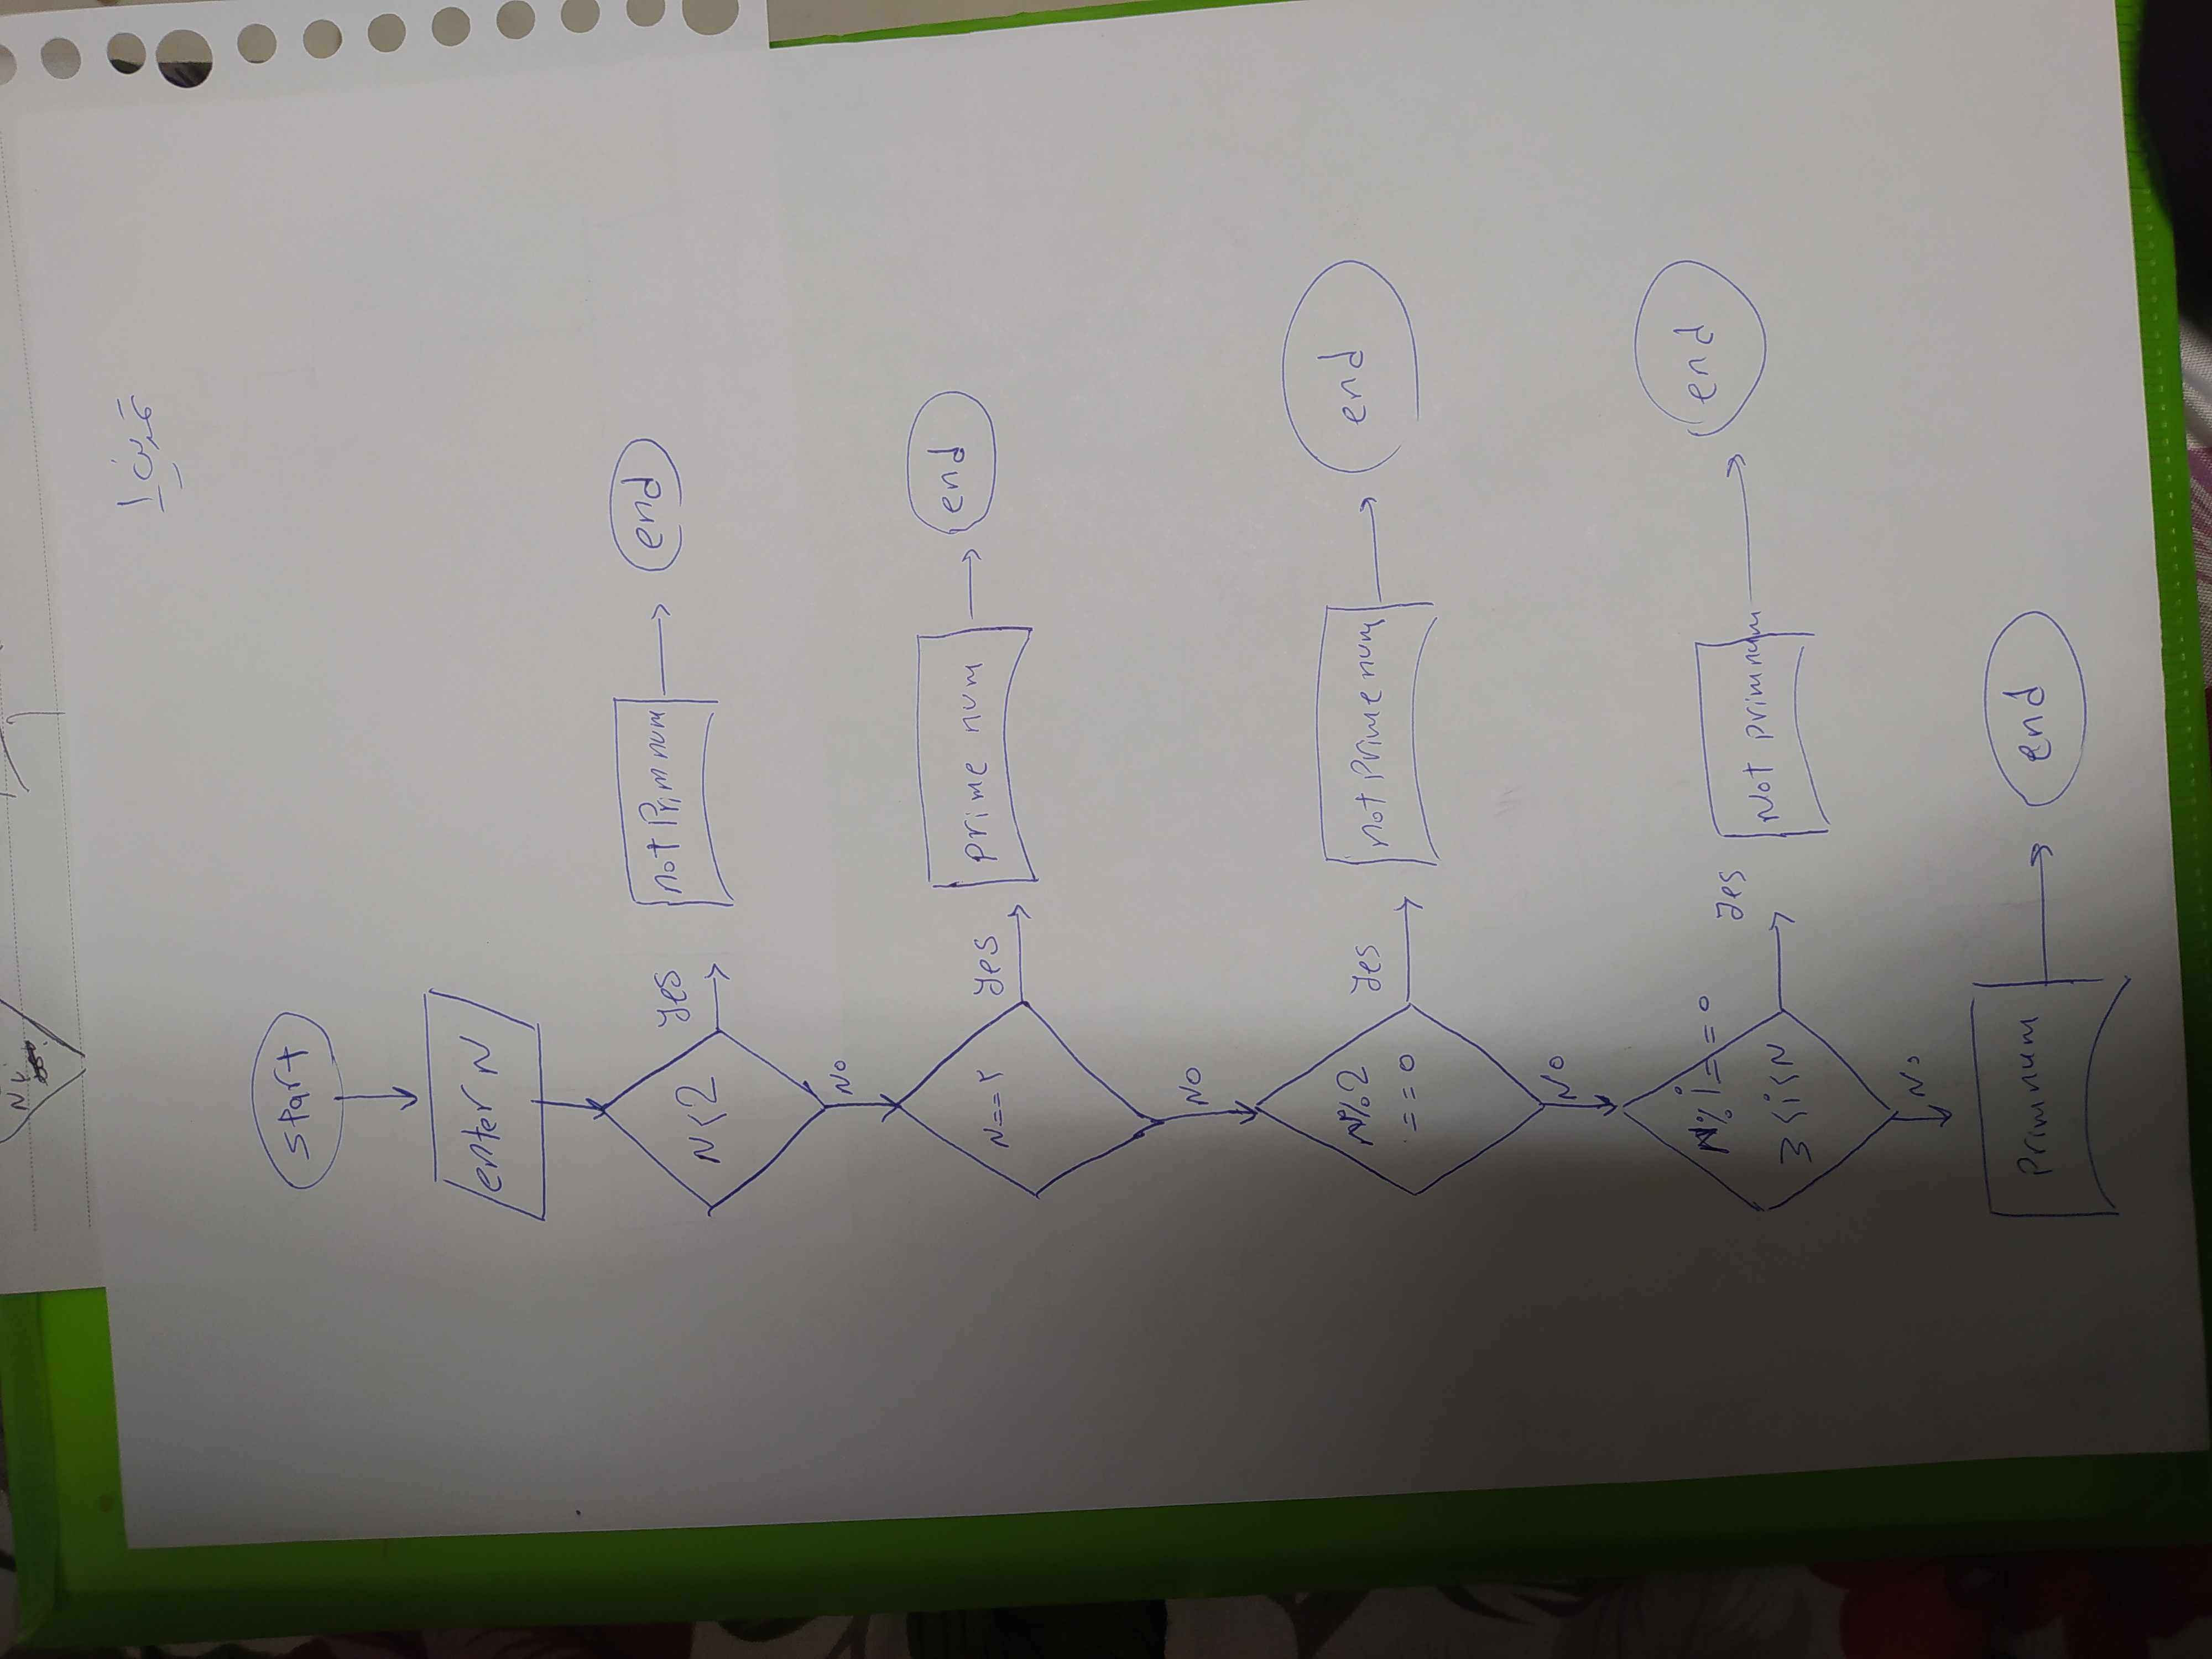 تمرین ۱
start
enter N
N<2
yes
not Prim num
end
No
N==۲
yes
prime num
end
NO
N%2
==0
yes
not Prime num
end
No
N%i==0
3<i<N
yes
Not primnum
end
No
Primnum
end